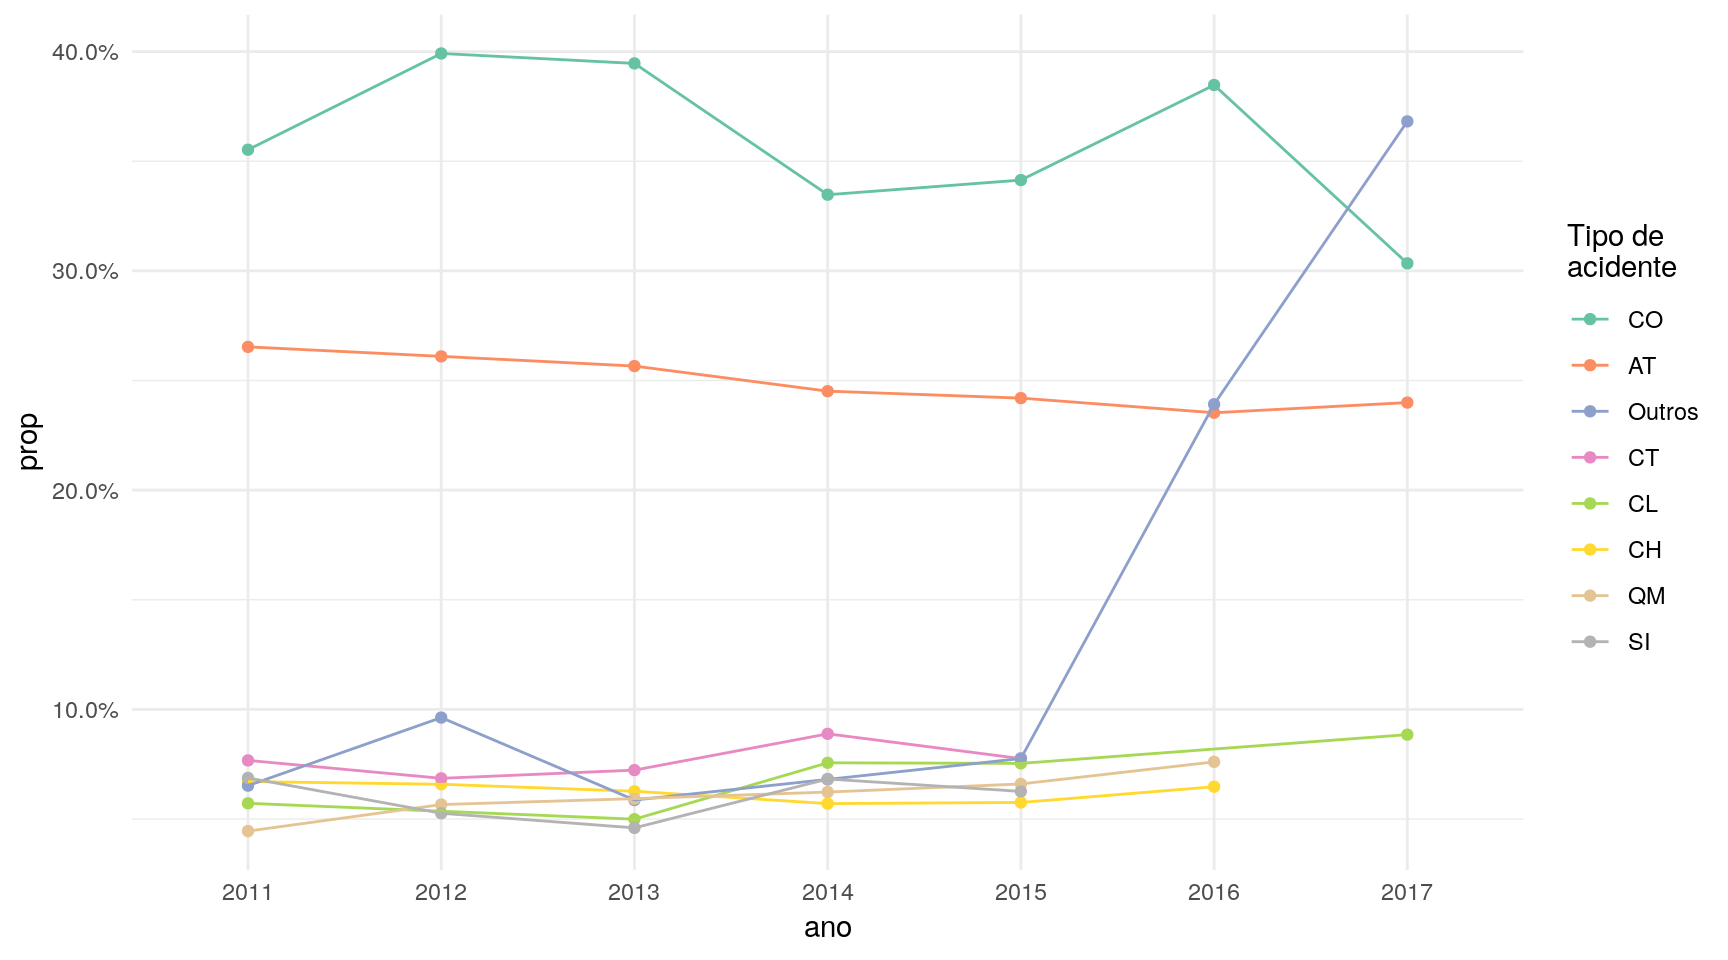 40.0%
30.0%
20.0%
10.0%
prop
2011 2012 2013 2014 2015 2016 2017
ano
Tipo de
acidente
CO
AT
Outros
CT
CL
CH
QM
SI